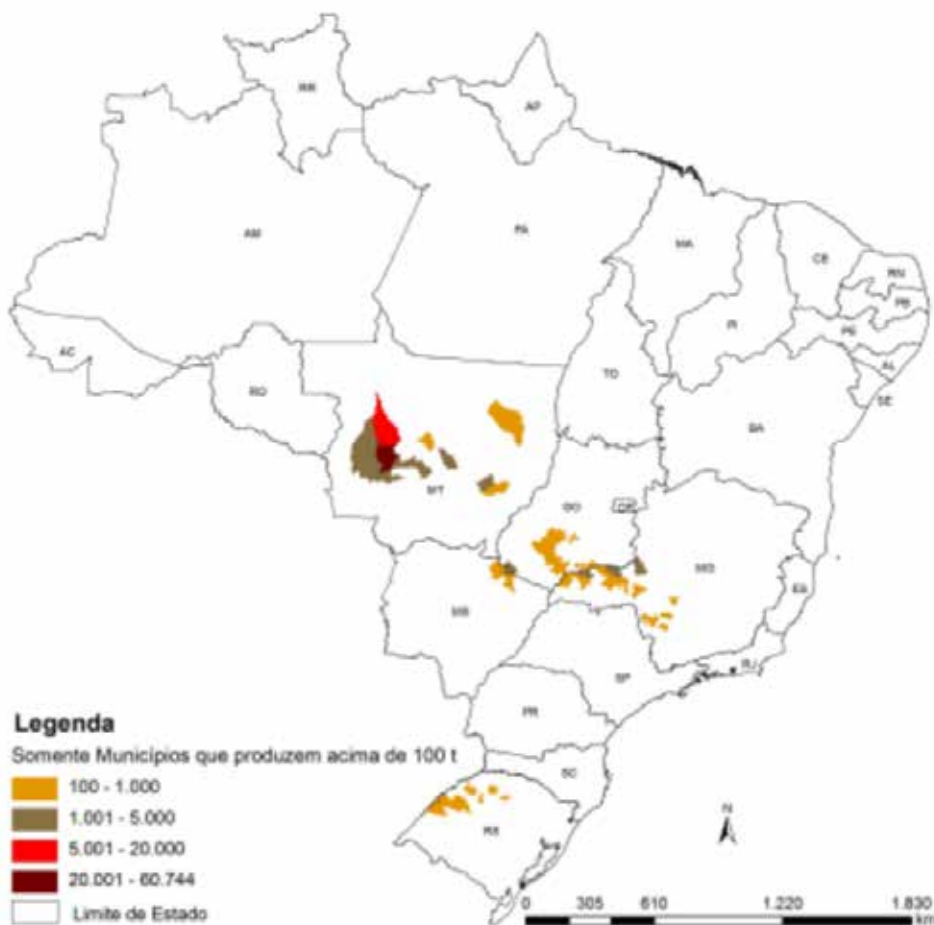 RR
AP
AM
PA
MA
CE
RN
PB
PE
PI
AL
SE
AC
RO
TO
BA
MT
GO
DF
MG
ES
MS
SP
RJ
PR
SC
RS
Legenda
Somente Municípios que produzem acima de 100 t
100 - 1.000
1.001 - 5.000
5.001 - 20.000
20.001 - 60.744
Limite de Estado
N
0 305 610 1.220 1.830
km